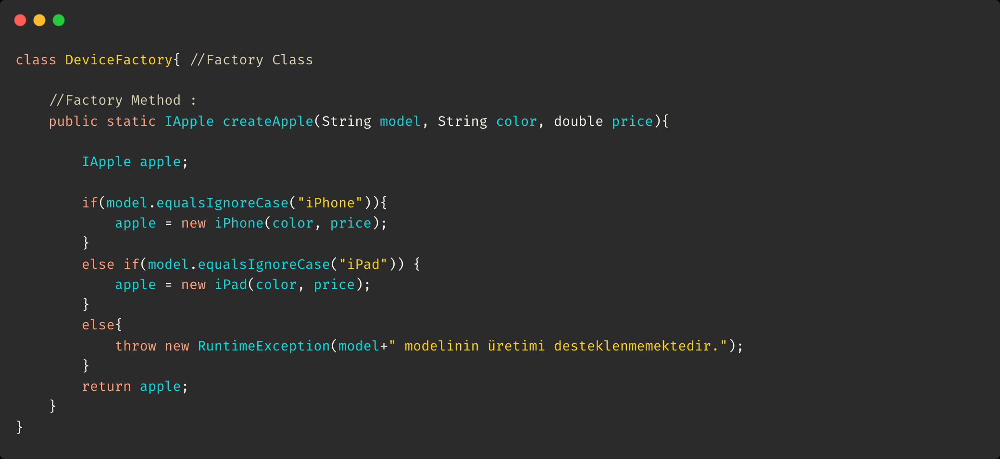 class DeviceFactory{ //Factory Class
//Factory Method :
public static IApple createApple(String model, String color, double price){
IApple apple;
if(model.equalsIgnoreCase("iPhone")){
apple = new iPhone(color, price);
}
else if(model.equalsIgnoreCase("iPad")) {
apple = new iPad(color, price);
}
else{
throw new RuntimeException(model+" modelinin üretimi desteklenmemektedir.");
}
return apple;
}
}